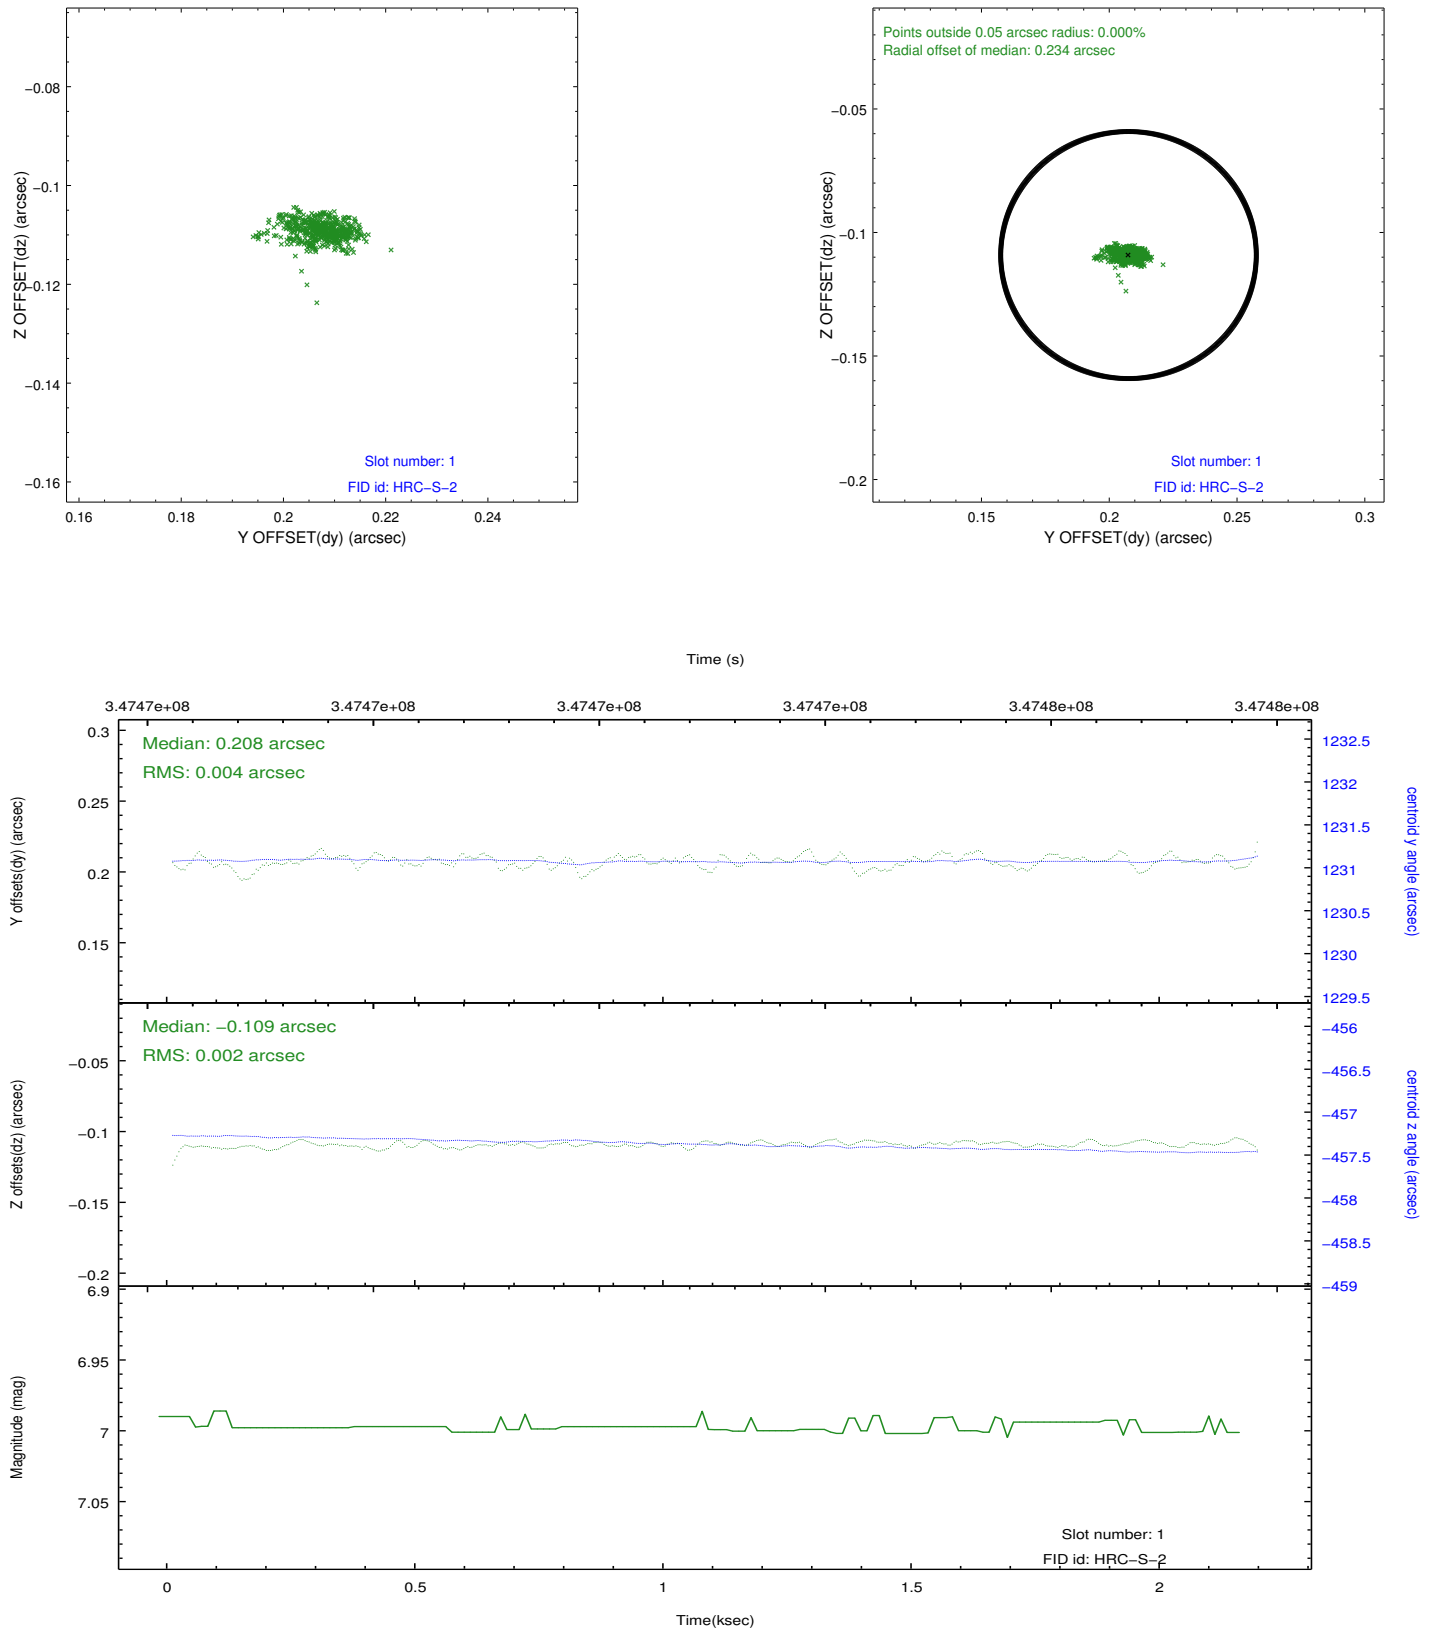 −0.08
−0.1
−0.12
−0.14
−0.16
Z OFFSET(dz) (arcsec)
Slot number: 1
FID id: HRC−S−2
0.16 0.18 0.2 0.22 0.24
Y OFFSET(dy) (arcsec)
Points outside 0.05 arcsec radius: 0.000%
Radial offset of median: 0.234 arcsec
−0.05
−0.1
−0.15
−0.2
Z OFFSET(dz) (arcsec)
Slot number: 1
FID id: HRC−S−2
0.15 0.2 0.25 0.3
Y OFFSET(dy) (arcsec)
Time (s)
3.4747e+08 3.4747e+08 3.4747e+08 3.4747e+08 3.4748e+08 3.4748e+08
Median: 0.208 arcsec
RMS: 0.004 arcsec
0.3
0.25
0.2
0.15
Y offsets(dy) (arcsec)
1232.5
1232
1231.5
1231
1230.5
1230
1229.5
centroid y angle (arcsec)
Median: −0.109 arcsec
RMS: 0.002 arcsec
−0.05
−0.1
−0.15
−0.2
Z offsets(dz) (arcsec)
−456
−456.5
−457
−457.5
−458
−458.5
−459
centroid z angle (arcsec)
6.9
6.95
7
7.05
Magnitude (mag)
Slot number: 1
FID id: HRC−S−2
0 0.5 1 1.5 2
Time(ksec)